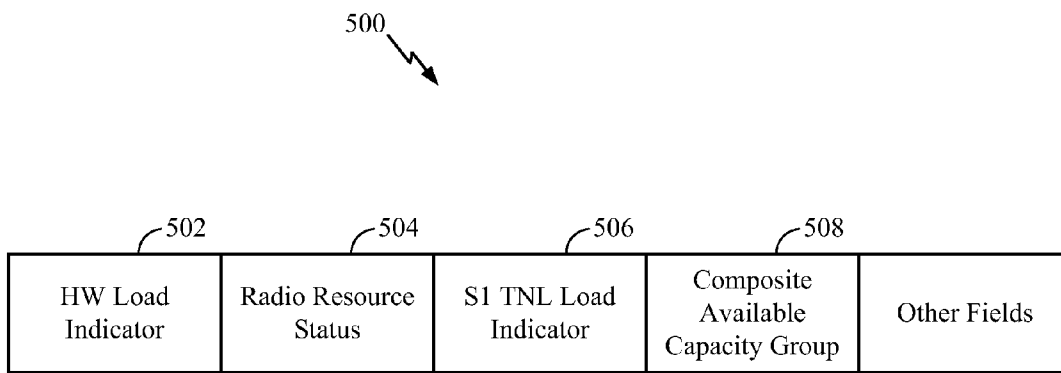 500
502
504
506
508
HW Load
Indicator
Radio Resource
Status
S1 TNL Load
Indicator
Composite
Available
Capacity Group
Other Fields